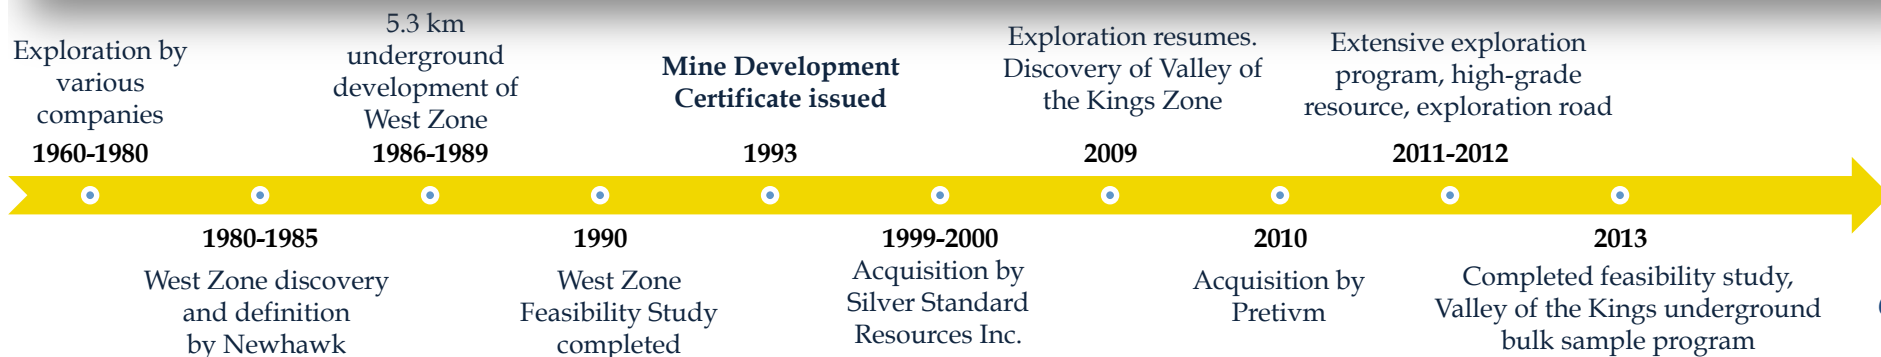 Exploration by
various
companies
1960-1980
5.3 km
underground
development of
West Zone
1986-1989
Mine Development
Certificate issued
1993
Exploration resumes.
Discovery of Valley of
the Kings Zone
2009
Extensive exploration
program, high-grade
resource, exploration road
2011-2012
1980-1985
West Zone discovery
and definition
by Newhawk
1990
West Zone
Feasibility Study
completed
1999-2000
Acquisition by
Silver Standard
Resources Inc.
2010
Acquisition by
Pretivm
2013
Completed feasibility study,
Valley of the Kings underground
bulk sample program